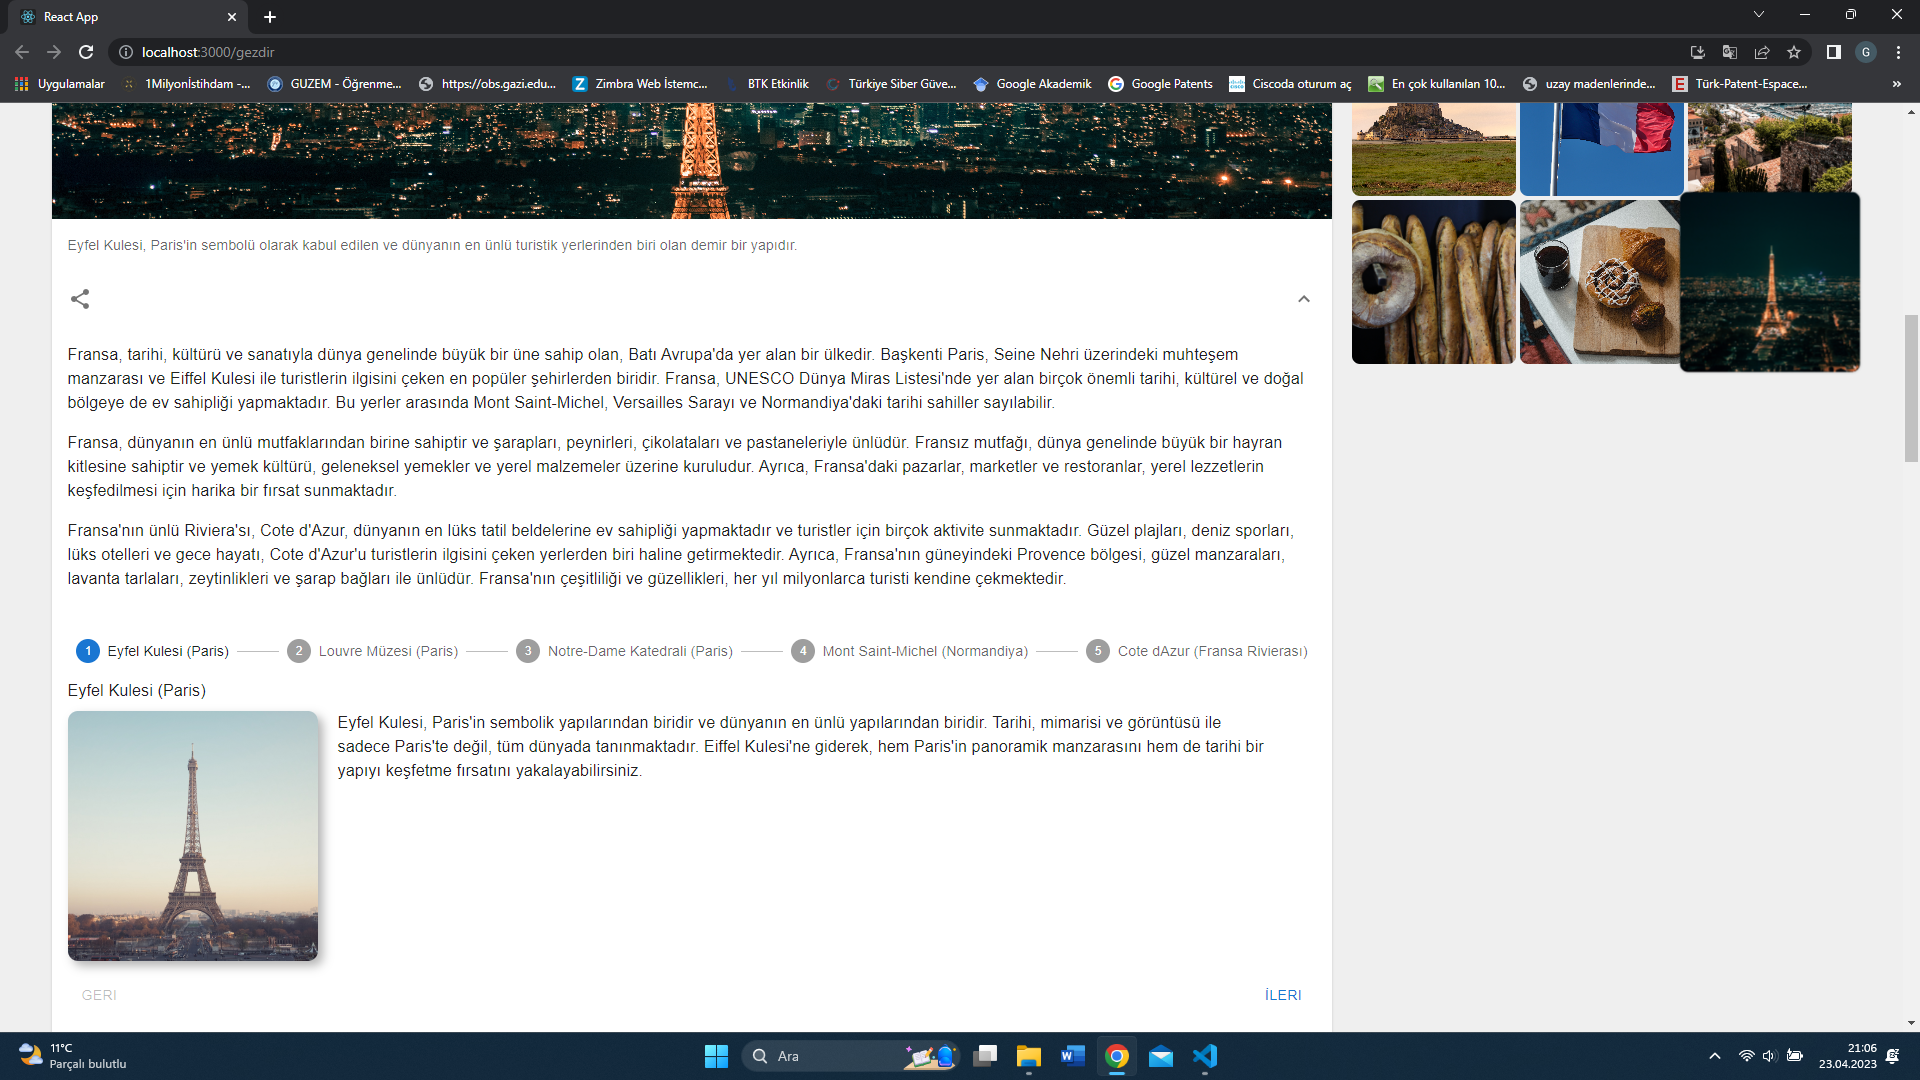 React App
localhost:3000/gezdir
G
Uygulamalar
1Milyonİstihdam -...
GUZEM - Öğrenme...
https://obs.gazi.edu...
Zimbra Web İstemc...
BTK Etkinlik
Türkiye Siber Güve...
Google Akademik
Google Patents
Ciscoda oturum aç
En çok kullanılan 10...
uzay madenlerinde...
Türk-Patent-Espace...
Eyfel Kulesi, Paris'in sembolü olarak kabul edilen ve dünyanın en ünlü turistik yerlerinden biri olan demir bir yapıdır.
Fransa, tarihi, kültürü ve sanatıyla dünya genelinde büyük bir üne sahip olan, Batı Avrupa'da yer alan bir ülkedir. Başkenti Paris, Seine Nehri üzerindeki muhteşem
manzarası ve Eiffel Kulesi ile turistlerin ilgisini çeken en popüler şehirlerden biridir. Fransa, UNESCO Dünya Miras Listesi'nde yer alan birçok önemli tarihi, kültürel ve doğal
bölgeye de ev sahipliği yapmaktadır. Bu yerler arasında Mont Saint-Michel, Versailles Sarayı ve Normandiya'daki tarihi sahiller sayılabilir.
Fransa, dünyanın en ünlü mutfaklarından birine sahiptir ve şarapları, peynirleri, çikolataları ve pastaneleriyle ünlüdür. Fransız mutfağı, dünya genelinde büyük bir hayran
kitlesine sahiptir ve yemek kültürü, geleneksel yemekler ve yerel malzemeler üzerine kuruludur. Ayrıca, Fransa'daki pazarlar, marketler ve restoranlar, yerel lezzetlerin
keşfedilmesi için harika bir fırsat sunmaktadır.
Fransa'nın ünlü Riviera'sı, Cote d'Azur, dünyanın en lüks tatil beldelerine ev sahipliği yapmaktadır ve turistler için birçok aktivite sunmaktadır. Güzel plajları, deniz sporları,
lüks otelleri ve gece hayatı, Cote d'Azur'u turistlerin ilgisini çeken yerlerden biri haline getirmektedir. Ayrıca, Fransa'nın güneyindeki Provence bölgesi, güzel manzaraları,
lavanta tarlaları, zeytinlikleri ve şarap bağları ile ünlüdür. Fransa'nın çeşitliliği ve güzellikleri, her yıl milyonlarca turisti kendine çekmektedir.
1 Eyfel Kulesi (Paris) 2 Louvre Müzesi (Paris) 3 Notre-Dame Katedrali (Paris) 4 Mont Saint-Michel (Normandiya) 5 Cote dAzur (Fransa Rivierası)
Eyfel Kulesi (Paris)
Eyfel Kulesi, Paris'in sembolik yapılarından biridir ve dünyanın en ünlü yapılarından biridir. Tarihi, mimarisi ve görüntüsü ile
sadece Paris'te değil, tüm dünyada tanınmaktadır. Eiffel Kulesi'ne giderek, hem Paris'in panoramik manzarasını hem de tarihi bir
yapıyı keşfetme fırsatını yakalayabilirsiniz.
GERI
İLERI
11°C
Parçalı bulutlu
Ara
21:06
23.04.2023